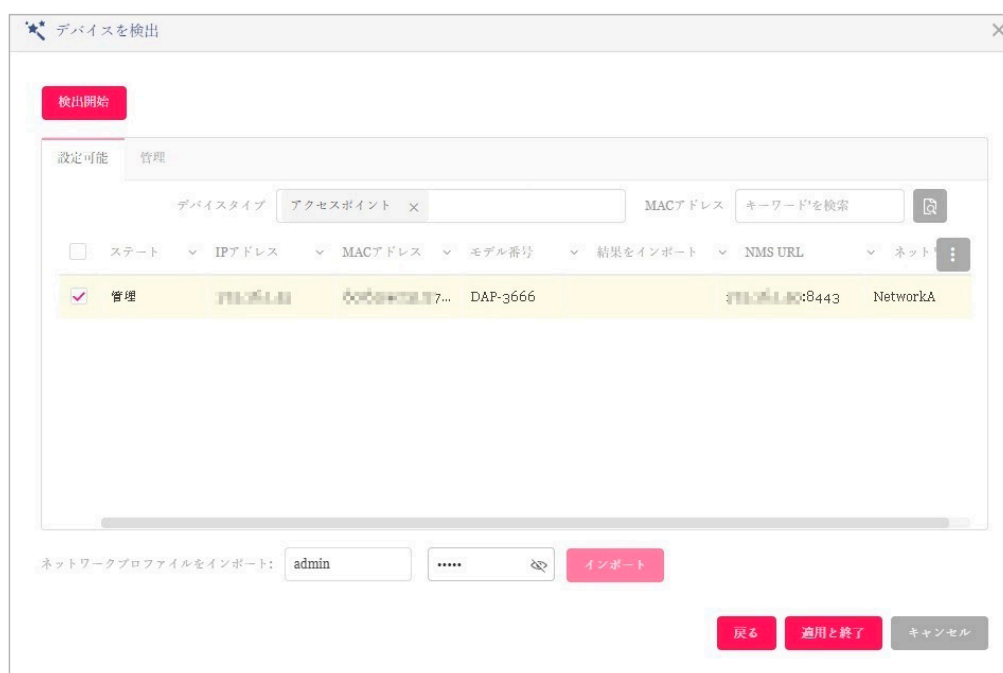 デバイスを検出
検出開始
設定可能 管理
デバイスタイプ アクセスポイント × MACアドレス キーワード'を検索
ステート IPアドレス MACアドレス モデル番号 結果をインポート NMS URL ネット
管理 7... DAP-3666 :8443 NetworkA
ネットワークプロファイルをインポート: admin ••••• インポート
戻る 適用と終了 キャンセル